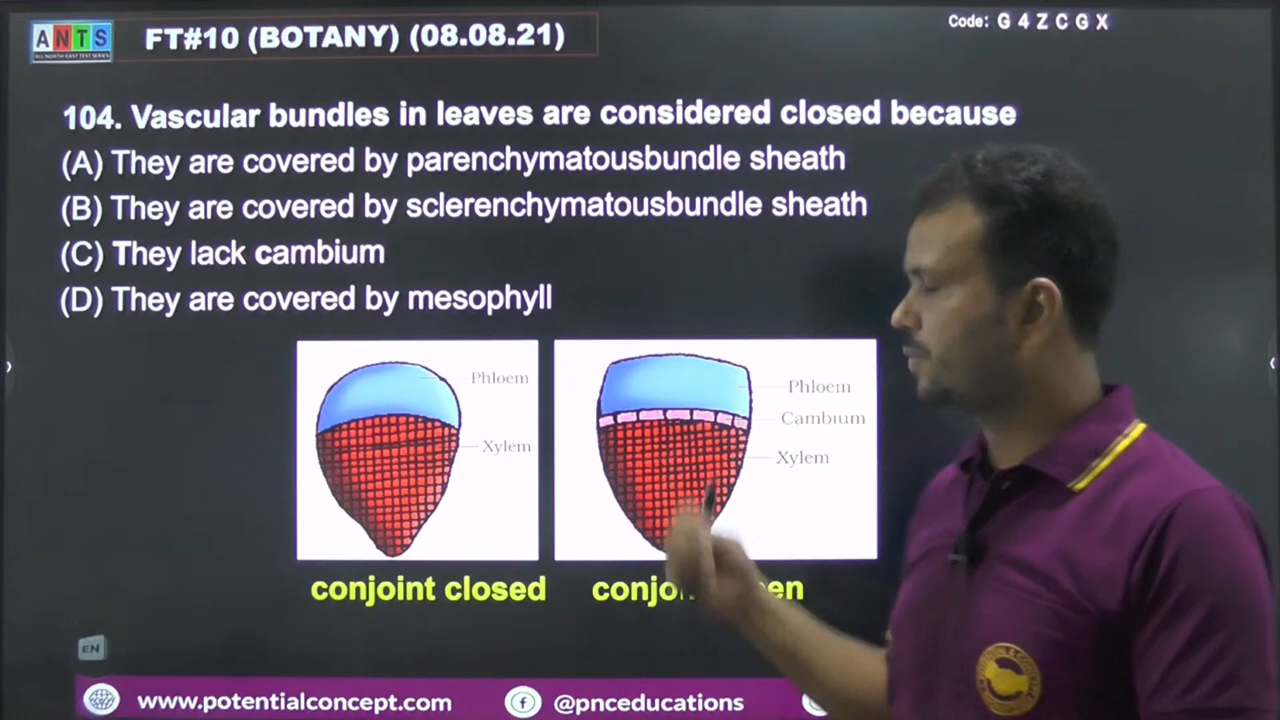 ANTS
ALL NORTH EAST TEST SERIES
FT#10 (BOTANY) (08.08.21)
Code: G 4 Z C G X
104. Vascular bundles in leaves are considered closed because
(A) They are covered by parenchymatousbundle sheath
(B) They are covered by sclerenchymatousbundle sheath
(C) They lack cambium
(D) They are covered by mesophyll
Phloem
Xylem
Phloem
Cambium
Xylem
conjoint closed
EN
www.potentialconcept.com
f @pnceducations